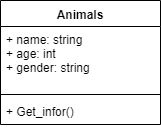 Animals
+ name: string
+ age: int
+ gender: string
+ Get_infor()